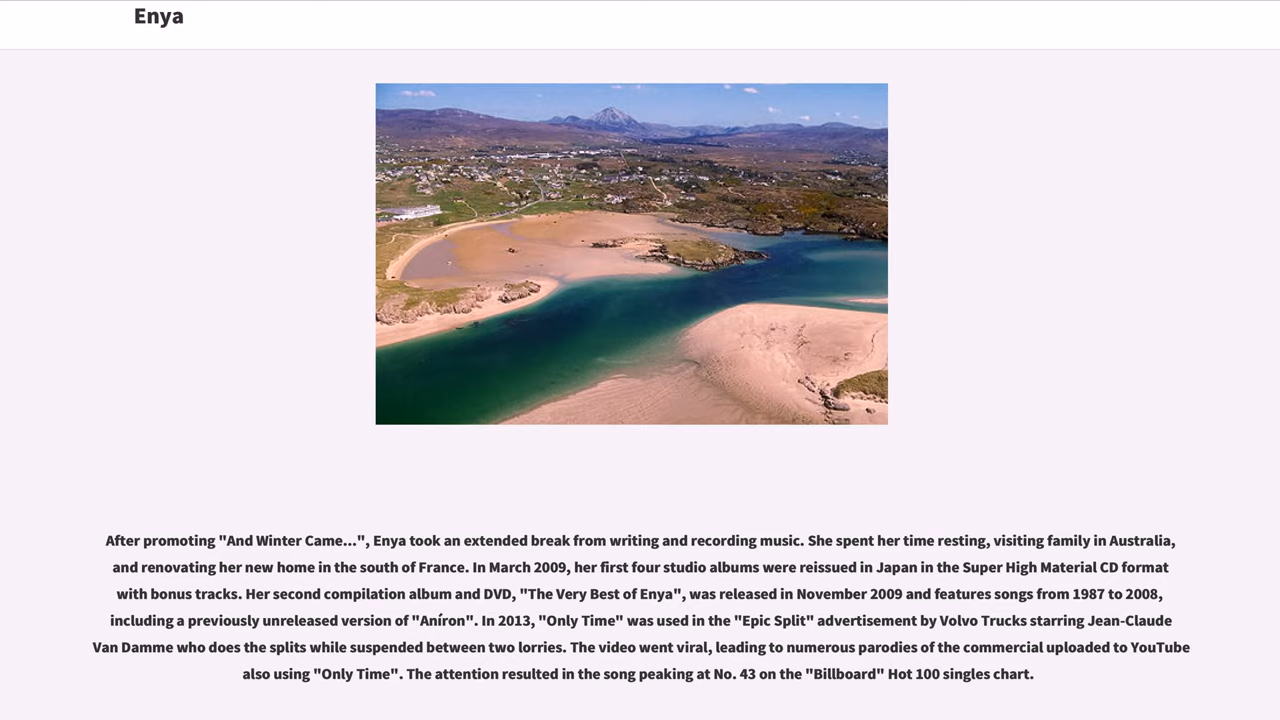 Enya
After promoting "And Winter Came...", Enya took an extended break from writing and recording music. She spent her time resting, visiting family in Australia,
and renovating her new home in the south of France. In March 2009, her first four studio albums were reissued in Japan in the Super High Material CD format
with bonus tracks. Her second compilation album and DVD, "The Very Best of Enya", was released in November 2009 and features songs from 1987 to 2008,
including a previously unreleased version of "Aníron". In 2013, "Only Time" was used in the "Epic Split" advertisement by Volvo Trucks starring Jean-Claude
Van Damme who does the splits while suspended between two lorries. The video went viral, leading to numerous parodies of the commercial uploaded to YouTube
also using "Only Time". The attention resulted in the song peaking at No. 43 on the "Billboard" Hot 100 singles chart.